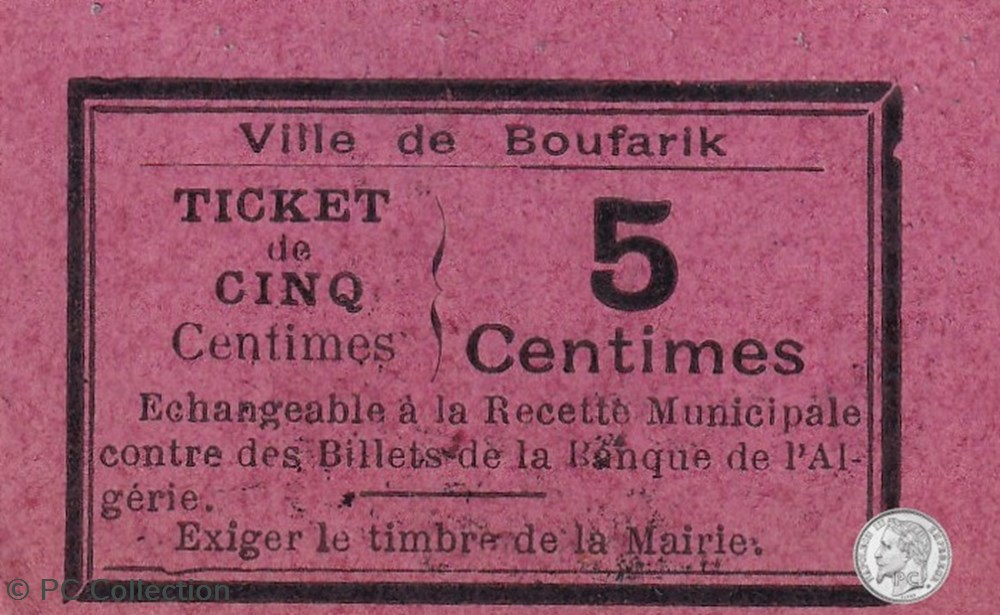 Ville de Boufarik
TICKET
de
CINQ
Centimes
5
Centimes
Echangeable à la Recette Municipale
contre des Billets de la Banque de l'Al-
gérie.
Exiger le timbre de la Mairie.
© PC Collection
PC